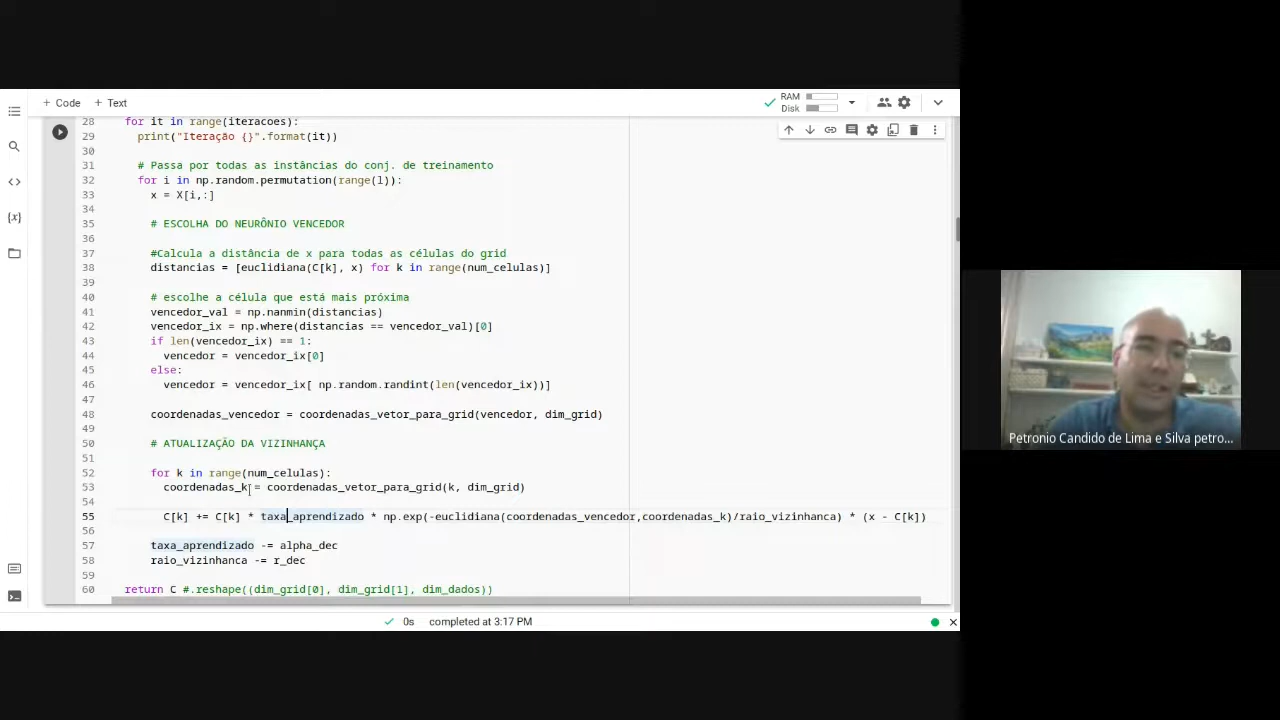 + Code + Text
RAM
Disk
28 for it in range(iteracoes):
29 print("Iteração {}".format(it))
30
31 # Passa por todas as instâncias do conj. de treinamento
32 for i in np.random.permutation(range(l)):
33 x = X[i,:]
34
35 # ESCOLHA DO NEURÔNIO VENCEDOR
36
37 #Calcula a distância de x para todas as células do grid
38 distancias = [euclidiana(C[k], x) for k in range(num_celulas)]
39
40 # escolhe a célula que está mais próxima
41 vencedor_val = np.nanmin(distancias)
42 vencedor_ix = np.where(distancias == vencedor_val)[0]
43 if len(vencedor_ix) == 1:
44 vencedor = vencedor_ix[0]
45 else:
46 vencedor = vencedor_ix[ np.random.randint(len(vencedor_ix))]
47
48 coordenadas_vencedor = coordenadas_vetor_para_grid(vencedor, dim_grid)
49
50 # ATUALIZAÇÃO DA VIZINHANÇA
51
52 for k in range(num_celulas):
53 coordenadas_k = coordenadas_vetor_para_grid(k, dim_grid)
54
55 C[k] += C[k] * taxa_aprendizado * np.exp(-euclidiana(coordenadas_vencedor,coordenadas_k)/raio_vizinhanca) * (x - C[k])
56
57 taxa_aprendizado -= alpha_dec
58 raio_vizinhanca -= r_dec
59
60 return C #.reshape((dim_grid[0], dim_grid[1], dim_dados))
0s completed at 3:17 PM
Petronio Candido de Lima e Silva petro...